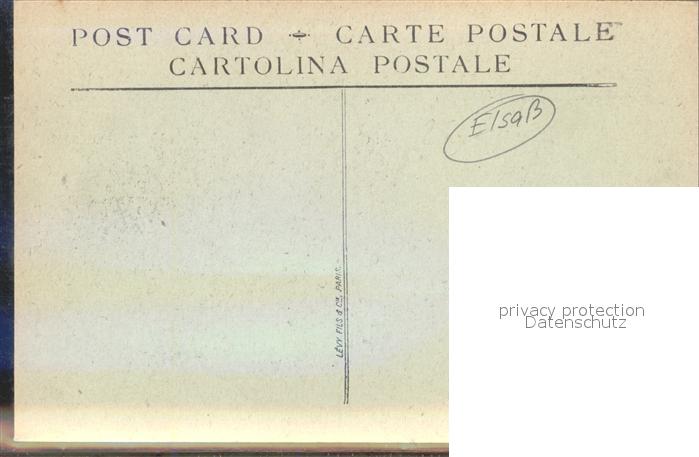 POST CARD ÷ CARTE POSTALE
CARTOLINA POSTALE
Elsaß
LÉVY FILS & Cie, PARIS.
privacy protection
Datenschutz